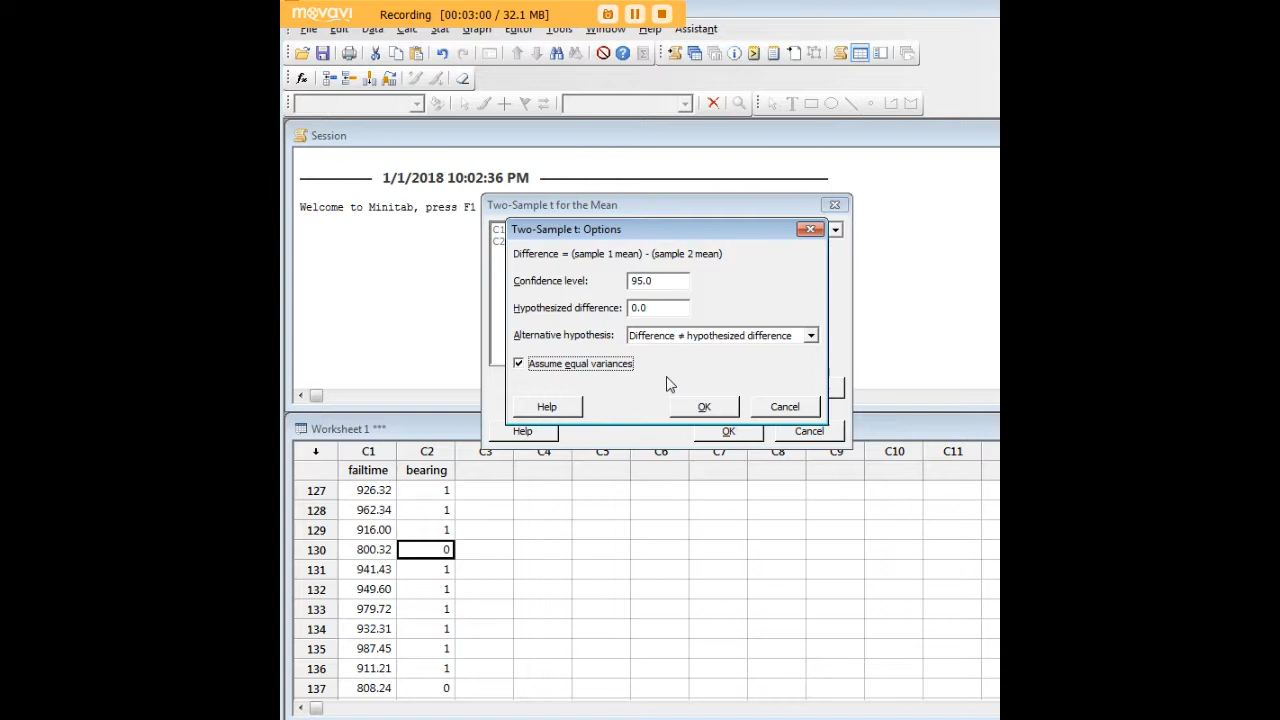 movavi Recording [00:03:00 / 32.1 MB]
File Edit Data Calc Stat Graph Editor Tools Window Help Assistant
Session
1/1/2018 10:02:36 PM
Welcome to Minitab, press F1
Two-Sample t for the Mean
C1
C2
Two-Sample t: Options
Difference = (sample 1 mean) - (sample 2 mean)
Confidence level: 95.0
Hypothesized difference: 0.0
Alternative hypothesis: Difference ≠ hypothesized difference
Assume equal variances
Help OK Cancel
Help OK Cancel
Worksheet 1 ***
C1 C2 C3 C4 C5 C6 C7 C8 C9 C10 C11
failtime bearing
127 926.32 1
128 962.34 1
129 916.00 1
130 800.32 0
131 941.43 1
132 949.60 1
133 979.72 1
134 932.31 1
135 987.45 1
136 911.21 1
137 808.24 0